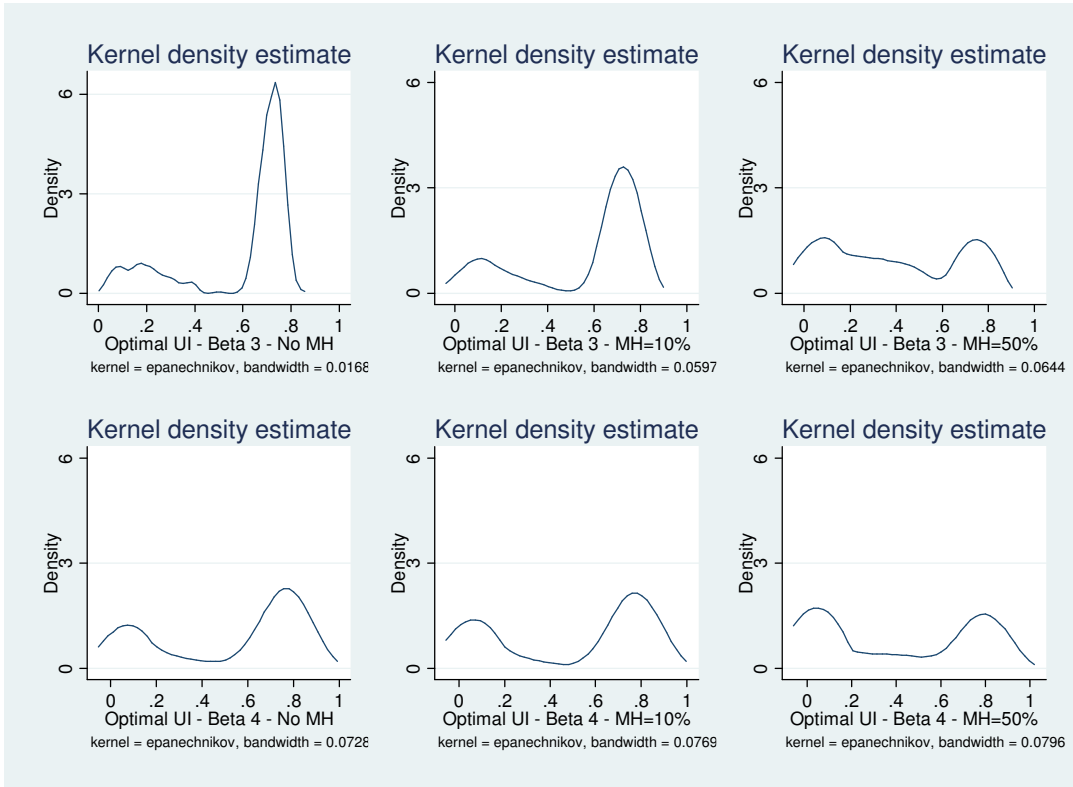 Kernel density estimate
6
3
0
Density
0 .2 .4 .6 .8 1
Optimal UI - Beta 3 - No MH
kernel = epanechnikov, bandwidth = 0.0168
Kernel density estimate
6
3
0
Density
0 .2 .4 .6 .8 1
Optimal UI - Beta 3 - MH=10%
kernel = epanechnikov, bandwidth = 0.0597
Kernel density estimate
6
3
0
Density
0 .2 .4 .6 .8 1
Optimal UI - Beta 3 - MH=50%
kernel = epanechnikov, bandwidth = 0.0644
Kernel density estimate
6
3
0
Density
0 .2 .4 .6 .8 1
Optimal UI - Beta 4 - No MH
kernel = epanechnikov, bandwidth = 0.0728
Kernel density estimate
6
3
0
Density
0 .2 .4 .6 .8 1
Optimal UI - Beta 4 - MH=10%
kernel = epanechnikov, bandwidth = 0.0769
Kernel density estimate
6
3
0
Density
0 .2 .4 .6 .8 1
Optimal UI - Beta 4 - MH=50%
kernel = epanechnikov, bandwidth = 0.0796